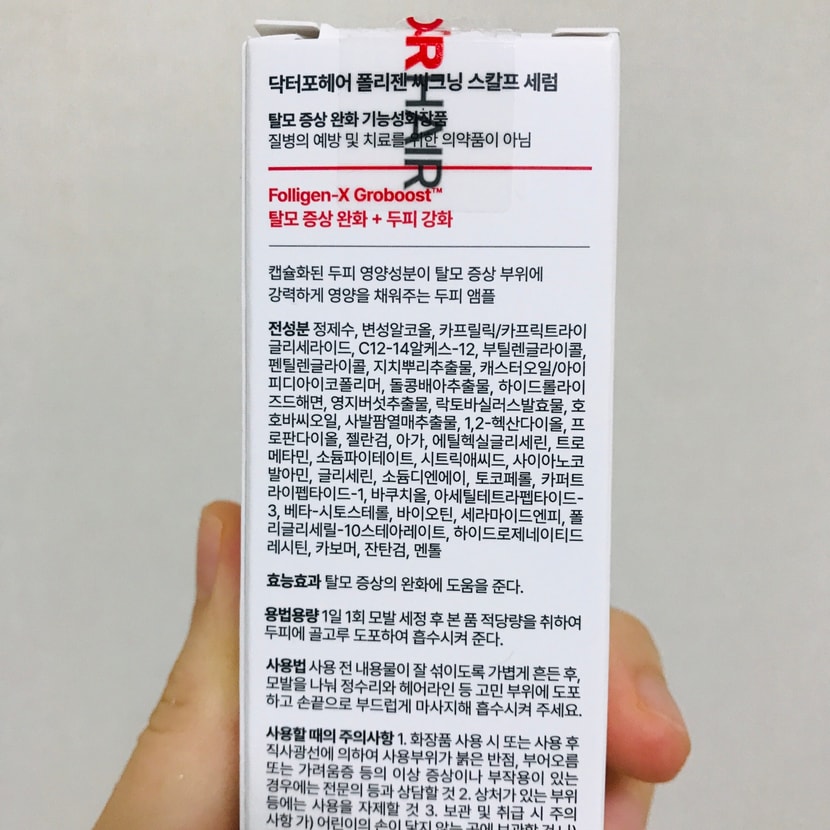 DR HAIR
닥터포헤어 폴리젠 씨크닝 스칼프 세럼
탈모 증상 완화 기능성화장품
질병의 예방 및 치료를 위한 의약품이 아님
Folligen-X Groboost™
탈모 증상 완화 + 두피 강화
캡슐화된 두피 영양성분이 탈모 증상 부위에
강력하게 영양을 채워주는 두피 앰플
전성분 정제수, 변성알코올, 카프릴릭/카프릭트라이
글리세라이드, C12-14알케스-12, 부틸렌글라이콜,
펜틸렌글라이콜, 지치뿌리추출물, 캐스터오일/아이
피디아이코폴리머, 돌콩배아추출물, 하이드롤라이
즈드해면, 영지버섯추출물, 락토바실러스발효물, 호
호바씨오일, 사발팜열매추출물, 1,2-헥산다이올, 프
로판다이올, 젤란검, 아가, 에틸헥실글리세린, 트로
메타민, 소듐파이테이트, 시트릭애씨드, 사이아노코
발아민, 글리세린, 소듐디엔에이, 토코페롤, 카퍼트
라이펩타이드-1, 바쿠치올, 아세틸테트라펩타이드-
3, 베타-시토스테롤, 바이오틴, 세라마이드엔피, 폴
리글리세릴-10스테아레이트, 하이드로제네이티드
레시틴, 카보머, 잔탄검, 멘톨
효능효과 탈모 증상의 완화에 도움을 준다.
용법용량 1일 1회 모발 세정 후 본 품 적당량을 취하여
두피에 골고루 도포하여 흡수시켜 준다.
사용법 사용 전 내용물이 잘 섞이도록 가볍게 흔든 후,
모발을 나눠 정수리와 헤어라인 등 고민 부위에 도포
하고 손끝으로 부드럽게 마사지해 흡수시켜 주세요.
사용할 때의 주의사항 1. 화장품 사용 시 또는 사용 후
직사광선에 의하여 사용부위가 붉은 반점, 부어오름
또는 가려움증 등의 이상 증상이나 부작용이 있는
경우에는 전문의 등과 상담할 것 2. 상처가 있는 부위
등에는 사용을 자제할 것 3. 보관 및 취급 시 주의
사항 가) 어린이의 손이 닿지 않는 곳에 보관할 것 나)